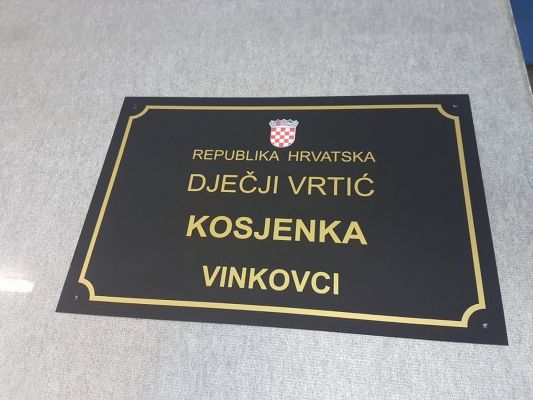 REPUBLIKA HRVATSKA
DJEČJI VRTIĆ
KOSJENKA
VINKOVCI